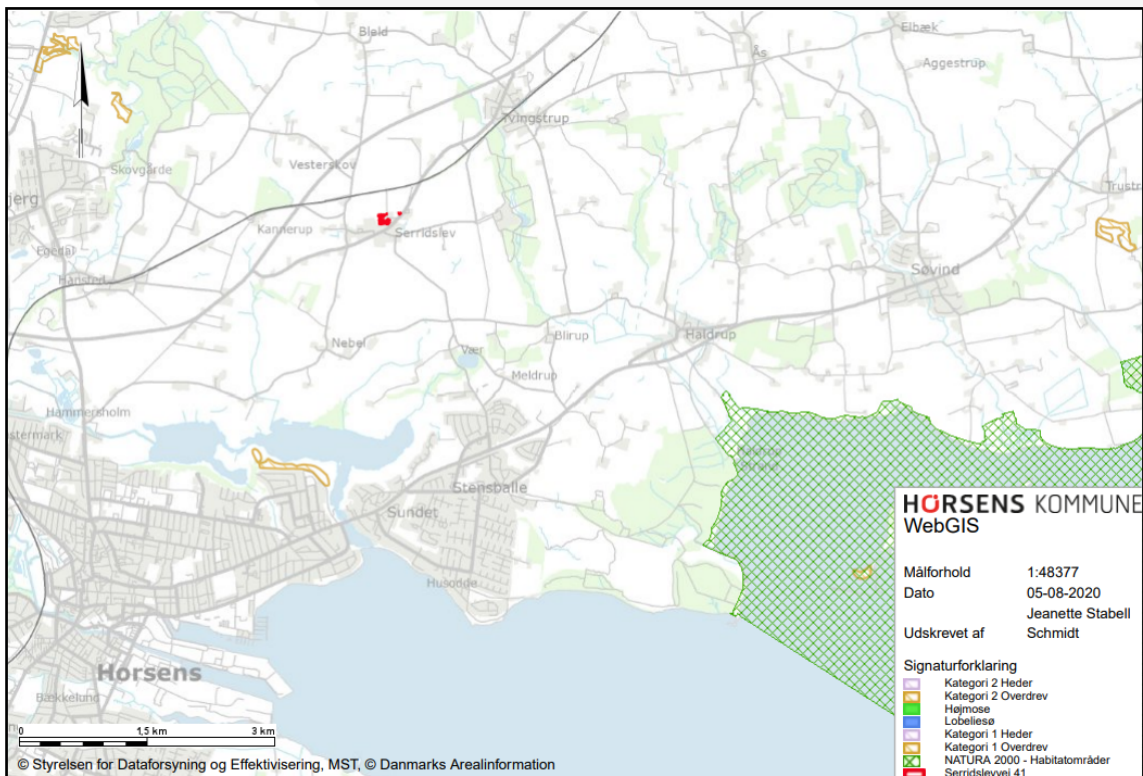 Bleld
Elbæk
Ås
Aggestrup
Tvingstrup
Vesterskov
Skovgårde
jerg
Trustr
Kannerup
Serridslev
Egedal
Søvind
Hansted
Haldrup
Blirup
Nebel
Vær
Meldrup
Hammersholm
stermark
Stensballe
Sundet
Husodde
Horsens
Bækkelund
0 1,5 km 3 km
© Styrelsen for Dataforsyning og Effektivisering, MST, © Danmarks Arealinformation
HORSENS KOMMUNE
WebGIS
Målforhold 1:48377
Dato 05-08-2020
Jeanette Stabell
Udskrevet af Schmidt
Signaturforklaring
Kategori 2 Heder
Kategori 2 Overdrev
Højmose
Lobeliesø
Kategori 1 Heder
Kategori 1 Overdrev
NATURA 2000 - Habitatområder
Serridslevvej 41